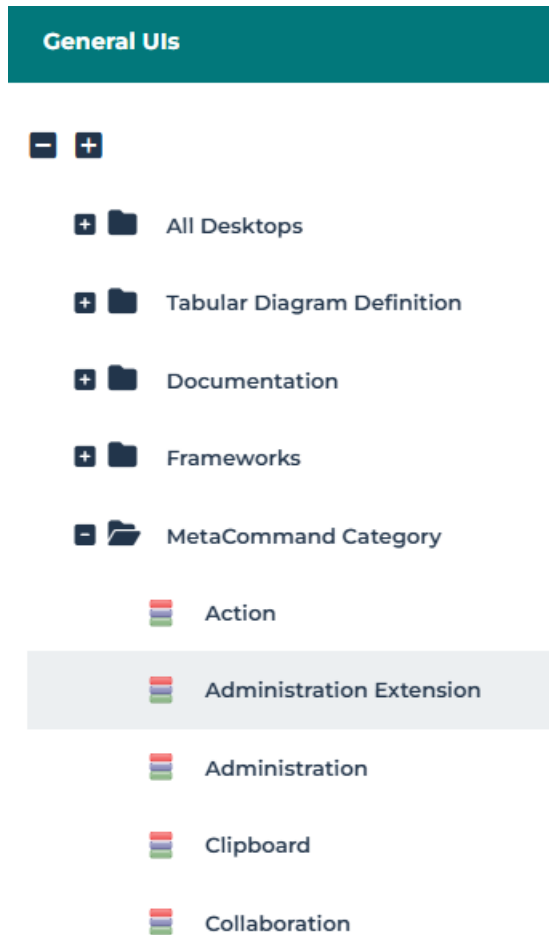 General UIs
All Desktops
Tabular Diagram Definition
Documentation
Frameworks
MetaCommand Category
Action
Administration Extension
Administration
Clipboard
Collaboration